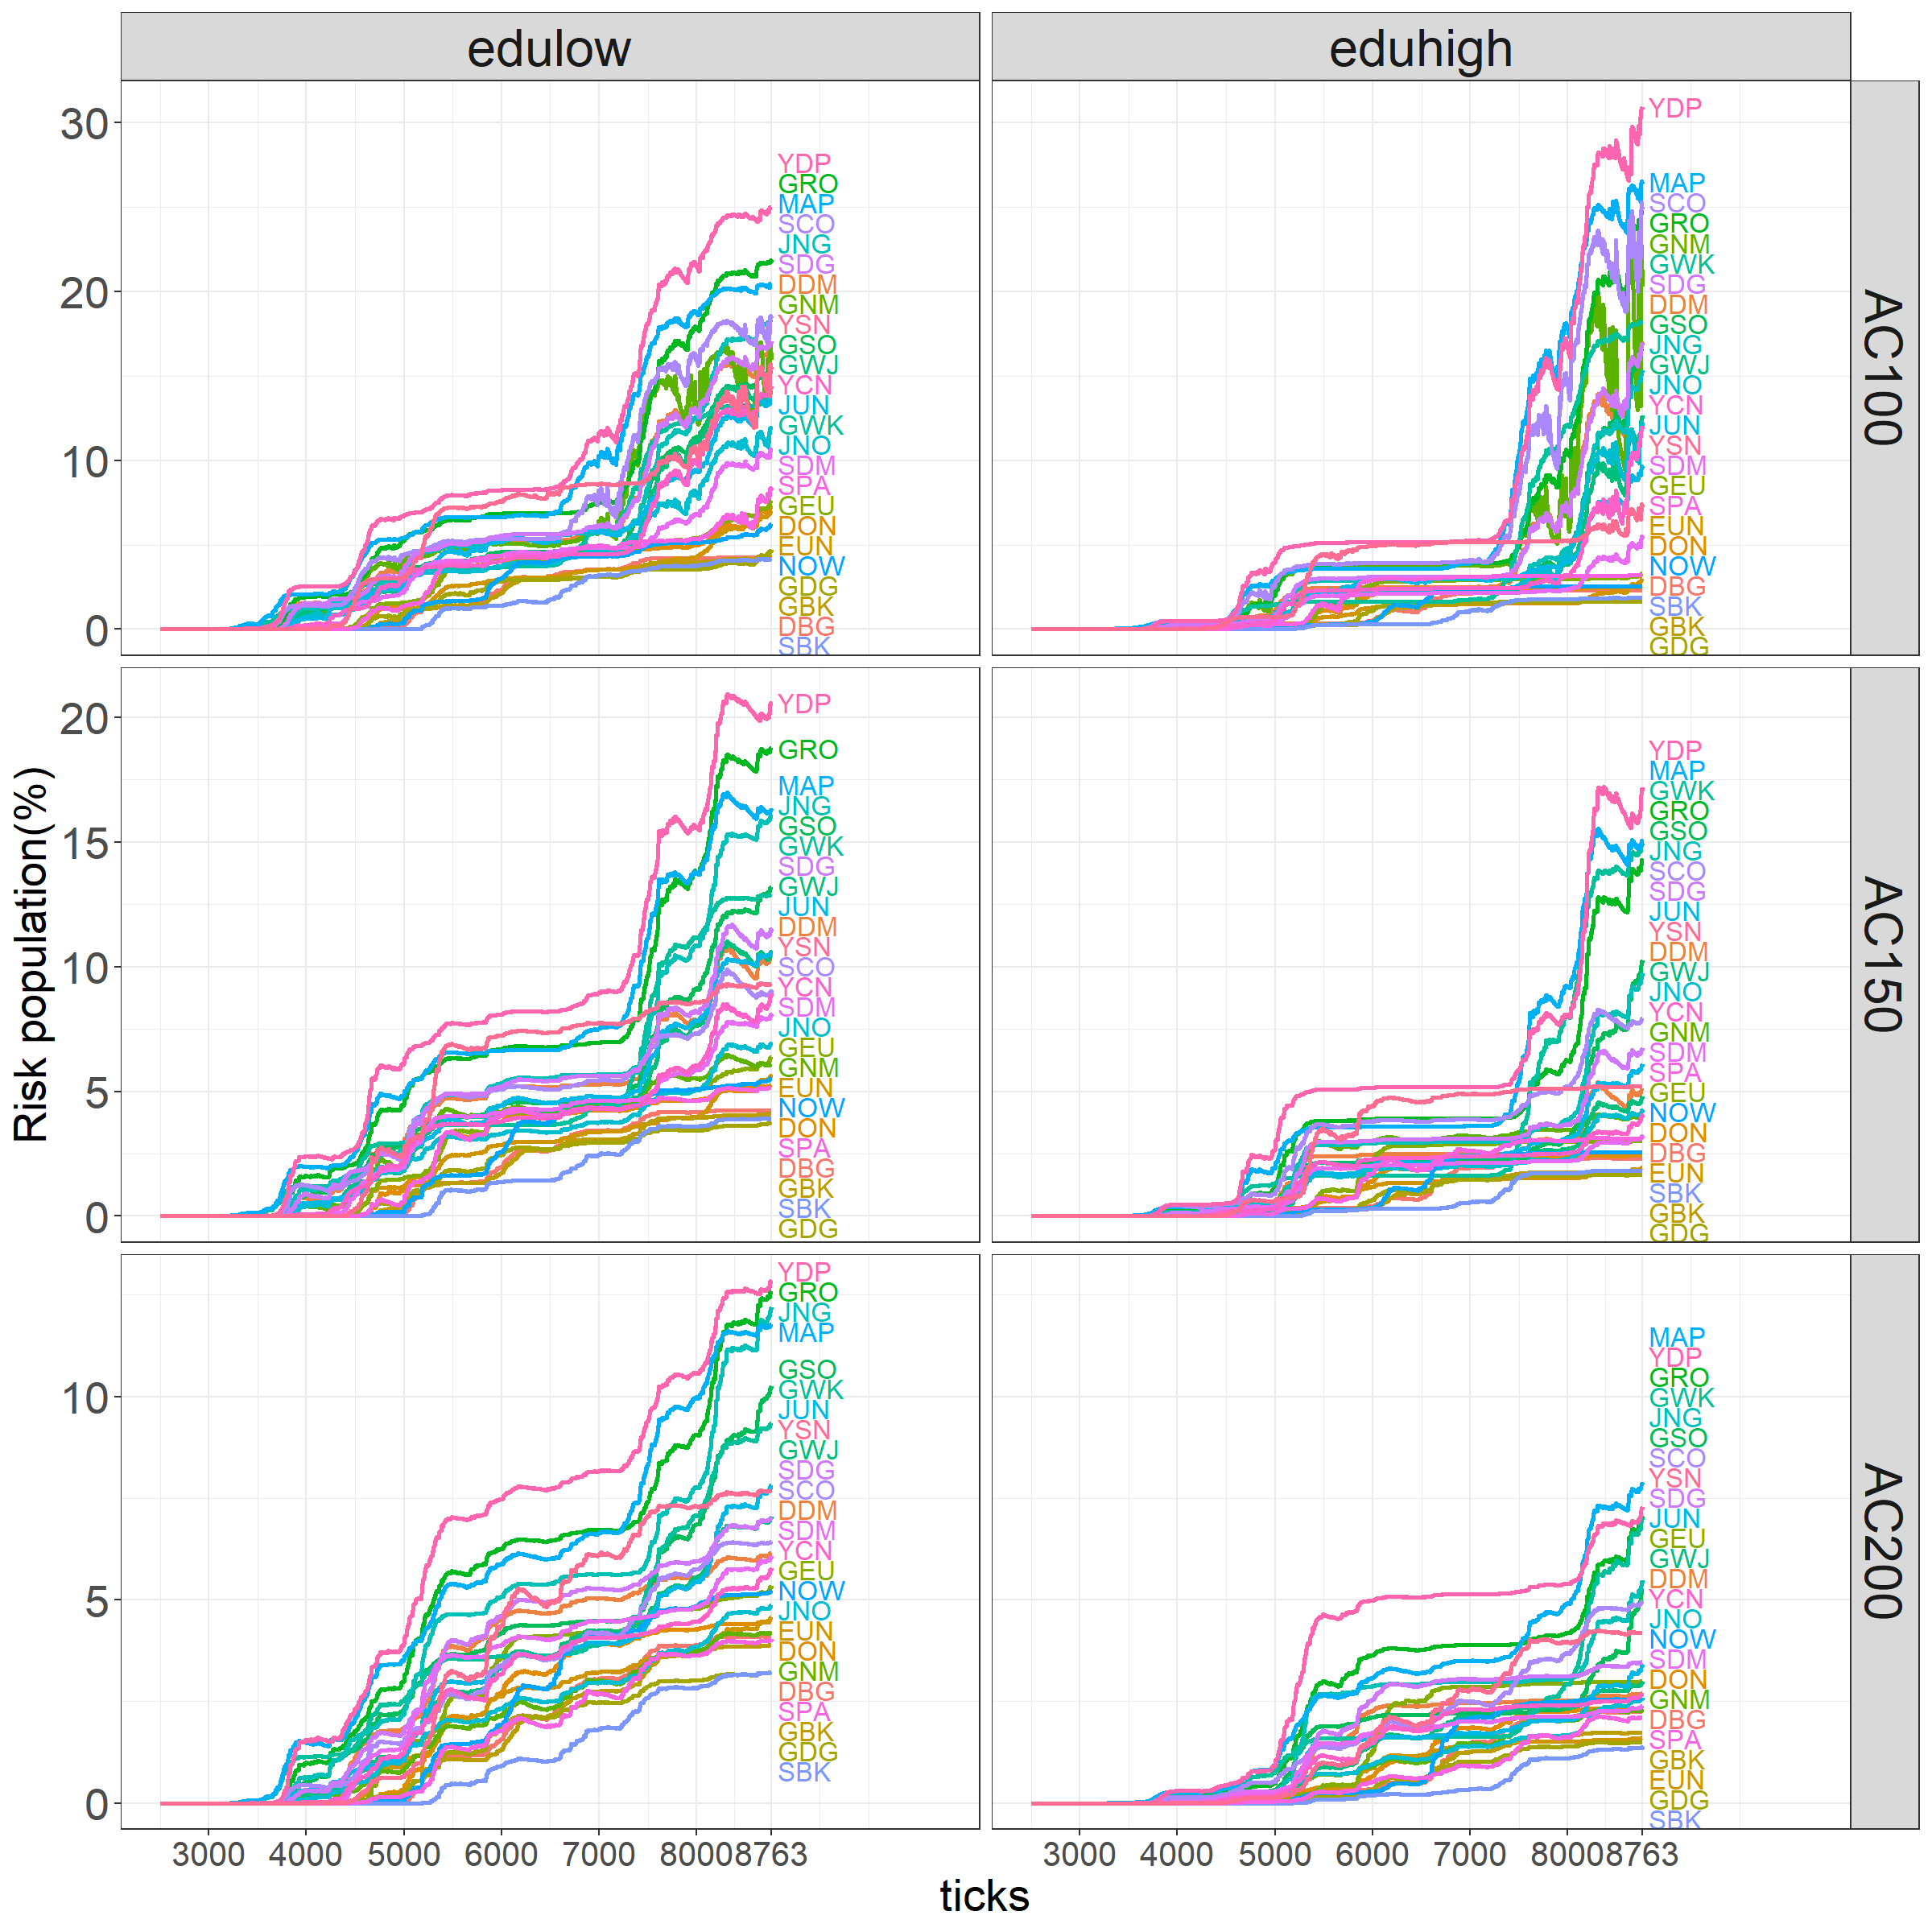 edulow
eduhigh
30
20
10
0
YDP
GRO
MAP
SCO
JNG
SDG
DDM
GNM
YSN
GSO
GWJ
YCN
JUN
GWK
JNO
SDM
SPA
GEU
DON
EUN
NOW
GDG
GBK
DBG
SBK
YDP
MAP
SCO
GRO
GNM
GWK
SDG
DDM
GSO
JNG
GWJ
JNO
YCN
JUN
YSN
SDM
GEU
SPA
EUN
DON
NOW
DBG
SBK
GBK
GDG
AC100
Risk population(%)
20
15
10
5
0
YDP
GRO
MAP
JNG
GSO
GWK
SDG
GWJ
JUN
DDM
YSN
SCO
YCN
SDM
JNO
GEU
GNM
EUN
NOW
DON
SPA
DBG
GBK
SBK
GDG
YDP
MAP
GWK
GRO
GSO
JNG
SCO
SDG
JUN
YSN
DDM
GWJ
JNO
YCN
GNM
SDM
SPA
GEU
NOW
DON
DBG
EUN
SBK
GBK
GDG
AC150
10
5
0
YDP
GRO
JNG
MAP
GSO
GWK
JUN
YSN
GWJ
SDG
SCO
DDM
SDM
YCN
GEU
NOW
JNO
EUN
DON
GNM
DBG
SPA
GBK
GDG
SBK
MAP
YDP
GRO
GWK
JNG
GSO
SCO
YSN
SDG
JUN
GEU
GWJ
DDM
YCN
JNO
NOW
SDM
DON
GNM
DBG
SPA
GBK
EUN
GDG
SBK
AC200
3000 4000 5000 6000 7000 8000 8763
3000 4000 5000 6000 7000 8000 8763
ticks